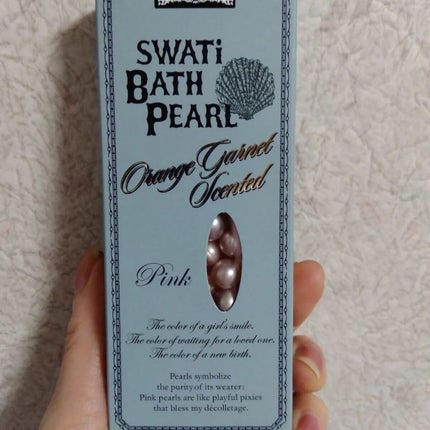 SWATi
BATH
PEARL
Orange Garnet
Scented
Pink
The color of a girl's smile.
The color of waiting for a loved one.
The color of a new birth.
Pearls symbolize
the purity of its wearer:
Pink pearls are like playful pixies
that bless my décolletage.